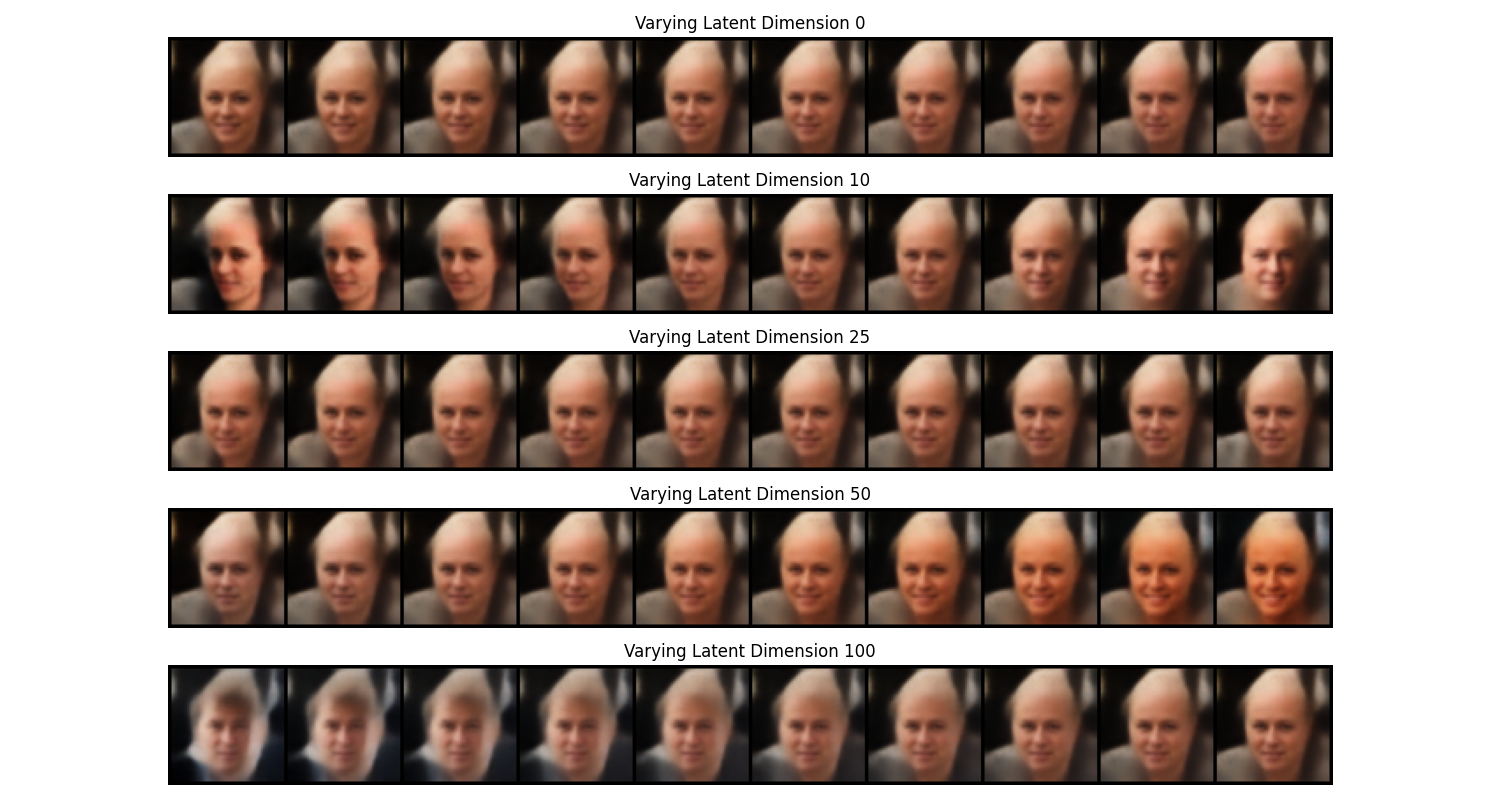 Varying Latent Dimension 0
Varying Latent Dimension 10
Varying Latent Dimension 25
Varying Latent Dimension 50
Varying Latent Dimension 100